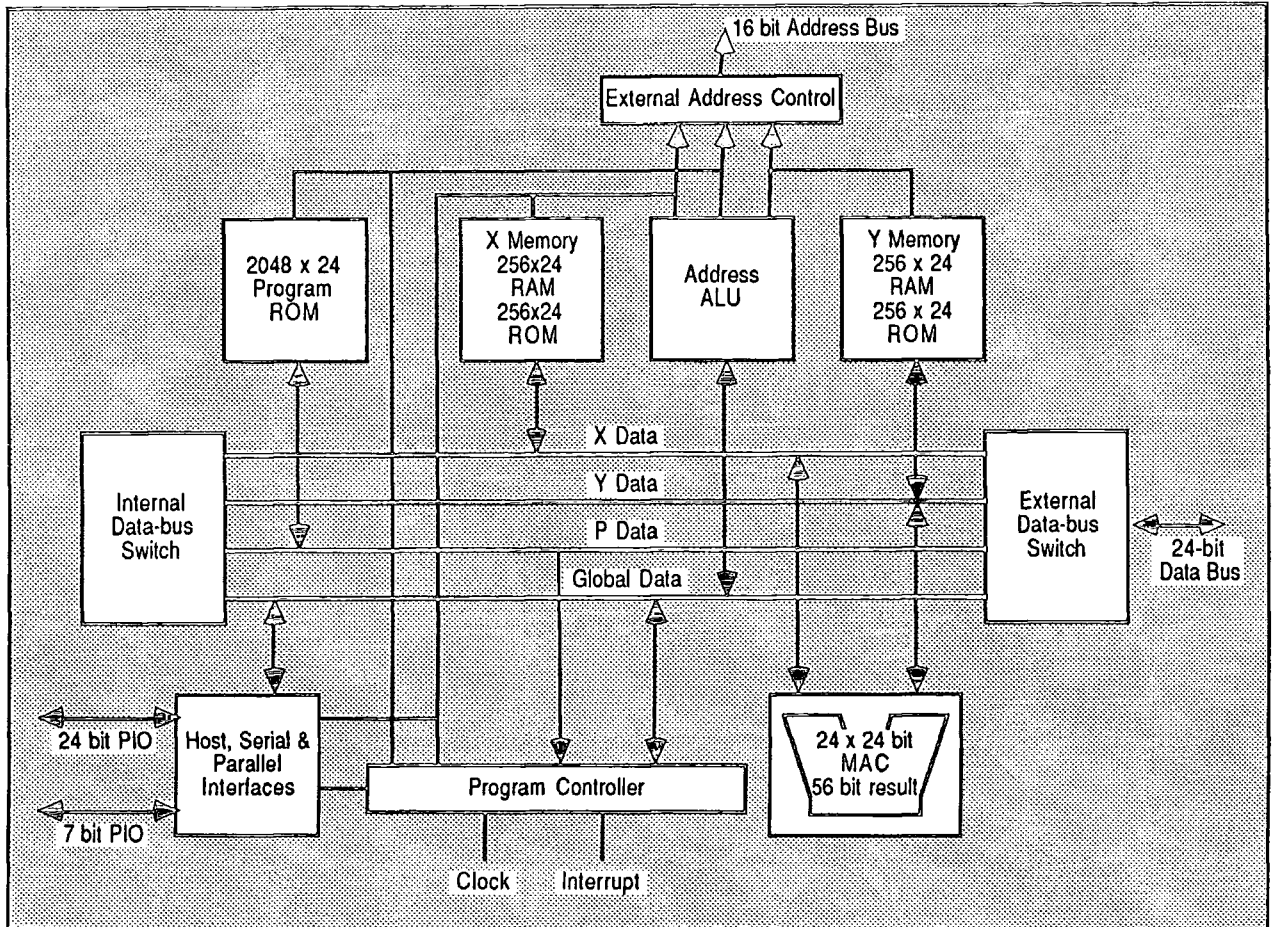 16 bit Address Bus
External Address Control
2048 x 24
Program
ROM
X Memory
256x24
RAM
256x24
ROM
Address
ALU
Y Memory
256 x 24
RAM
256 x 24
ROM
X Data
Y Data
P Data
Global Data
Internal
Data-bus
Switch
External
Data-bus
Switch
24-bit
Data Bus
24 bit PIO
7 bit PIO
Host, Serial &
Parallel
Interfaces
Program Controller
24 x 24 bit
MAC
56 bit result
Clock
Interrupt